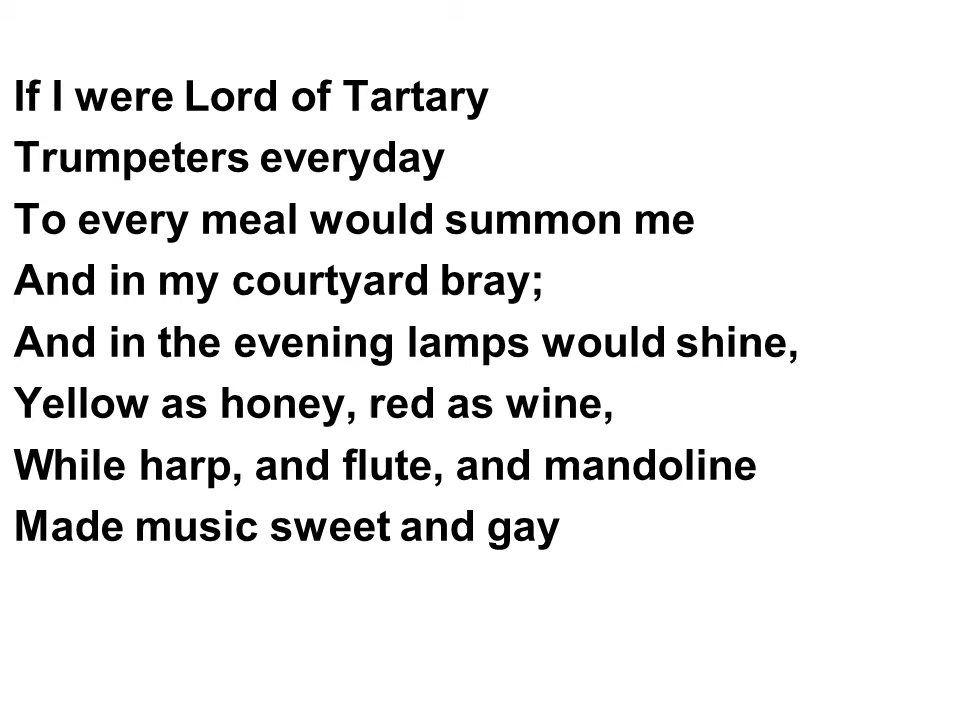 If I were Lord of Tartary
Trumpeters everyday
To every meal would summon me
And in my courtyard bray;
And in the evening lamps would shine,
Yellow as honey, red as wine,
While harp, and flute, and mandoline
Made music sweet and gay